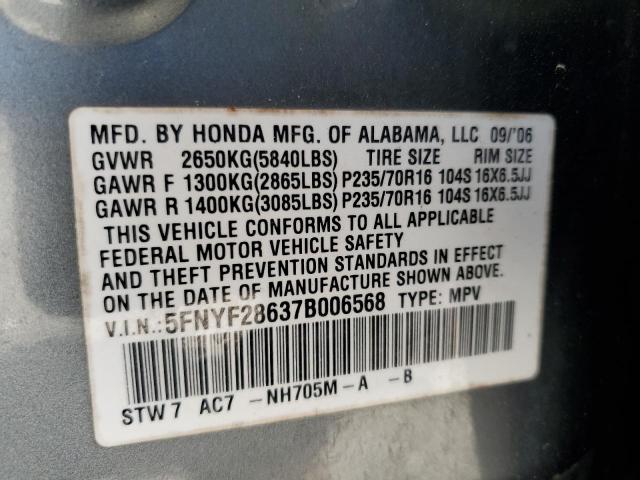 MFD. BY HONDA MFG. OF ALABAMA, LLC 09/'06
GVWR 2650KG(5840LBS) TIRE SIZE RIM SIZE
GAWR F 1300KG(2865LBS) P235/70R16 104S 16X6.5JJ
GAWR R 1400KG(3085LBS) P235/70R16 104S 16X6.5JJ
THIS VEHICLE CONFORMS TO ALL APPLICABLE
FEDERAL MOTOR VEHICLE SAFETY
AND THEFT PREVENTION STANDARDS IN EFFECT
ON THE DATE OF MANUFACTURE SHOWN ABOVE.
V.I.N.:5FNYF28637B006568 TYPE: MPV
STW7 AC7 -NH705M-A -B